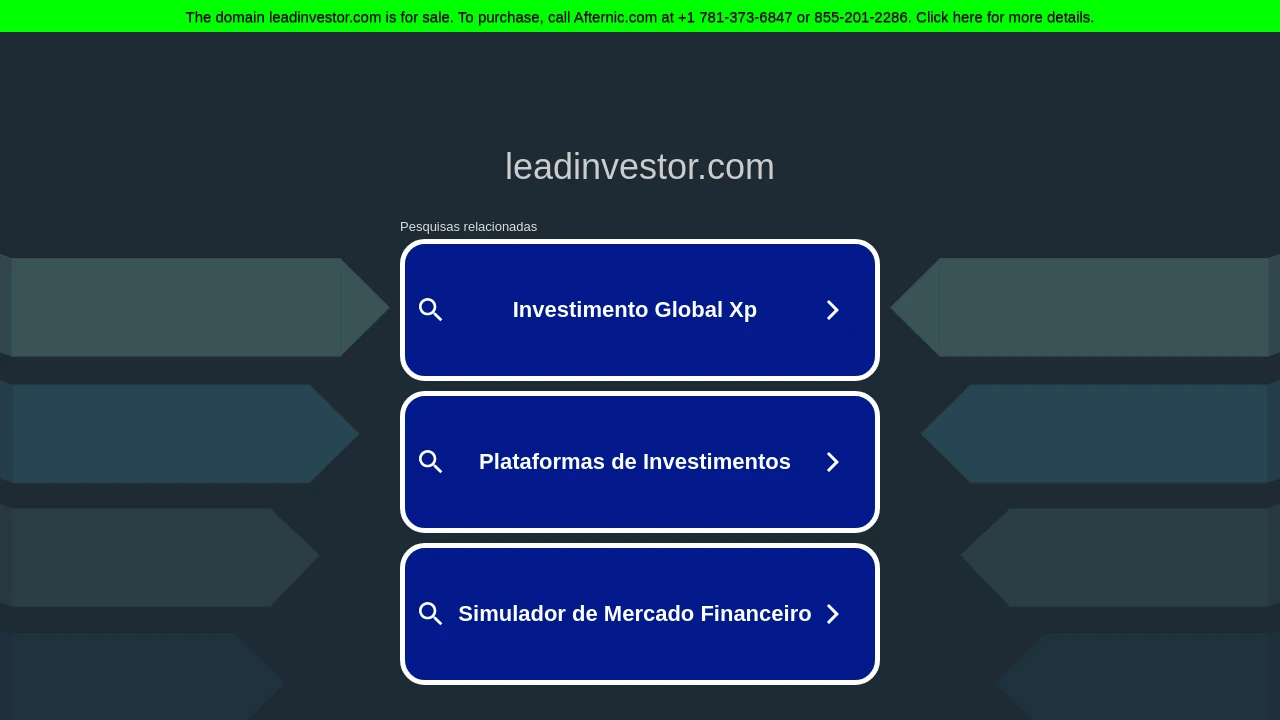 The domain leadinvestor.com is for sale. To purchase, call Afternic.com at +1 781-373-6847 or 855-201-2286. Click here for more details.
leadinvestor.com
Pesquisas relacionadas
Investimento Global Xp
Plataformas de Investimentos
Simulador de Mercado Financeiro